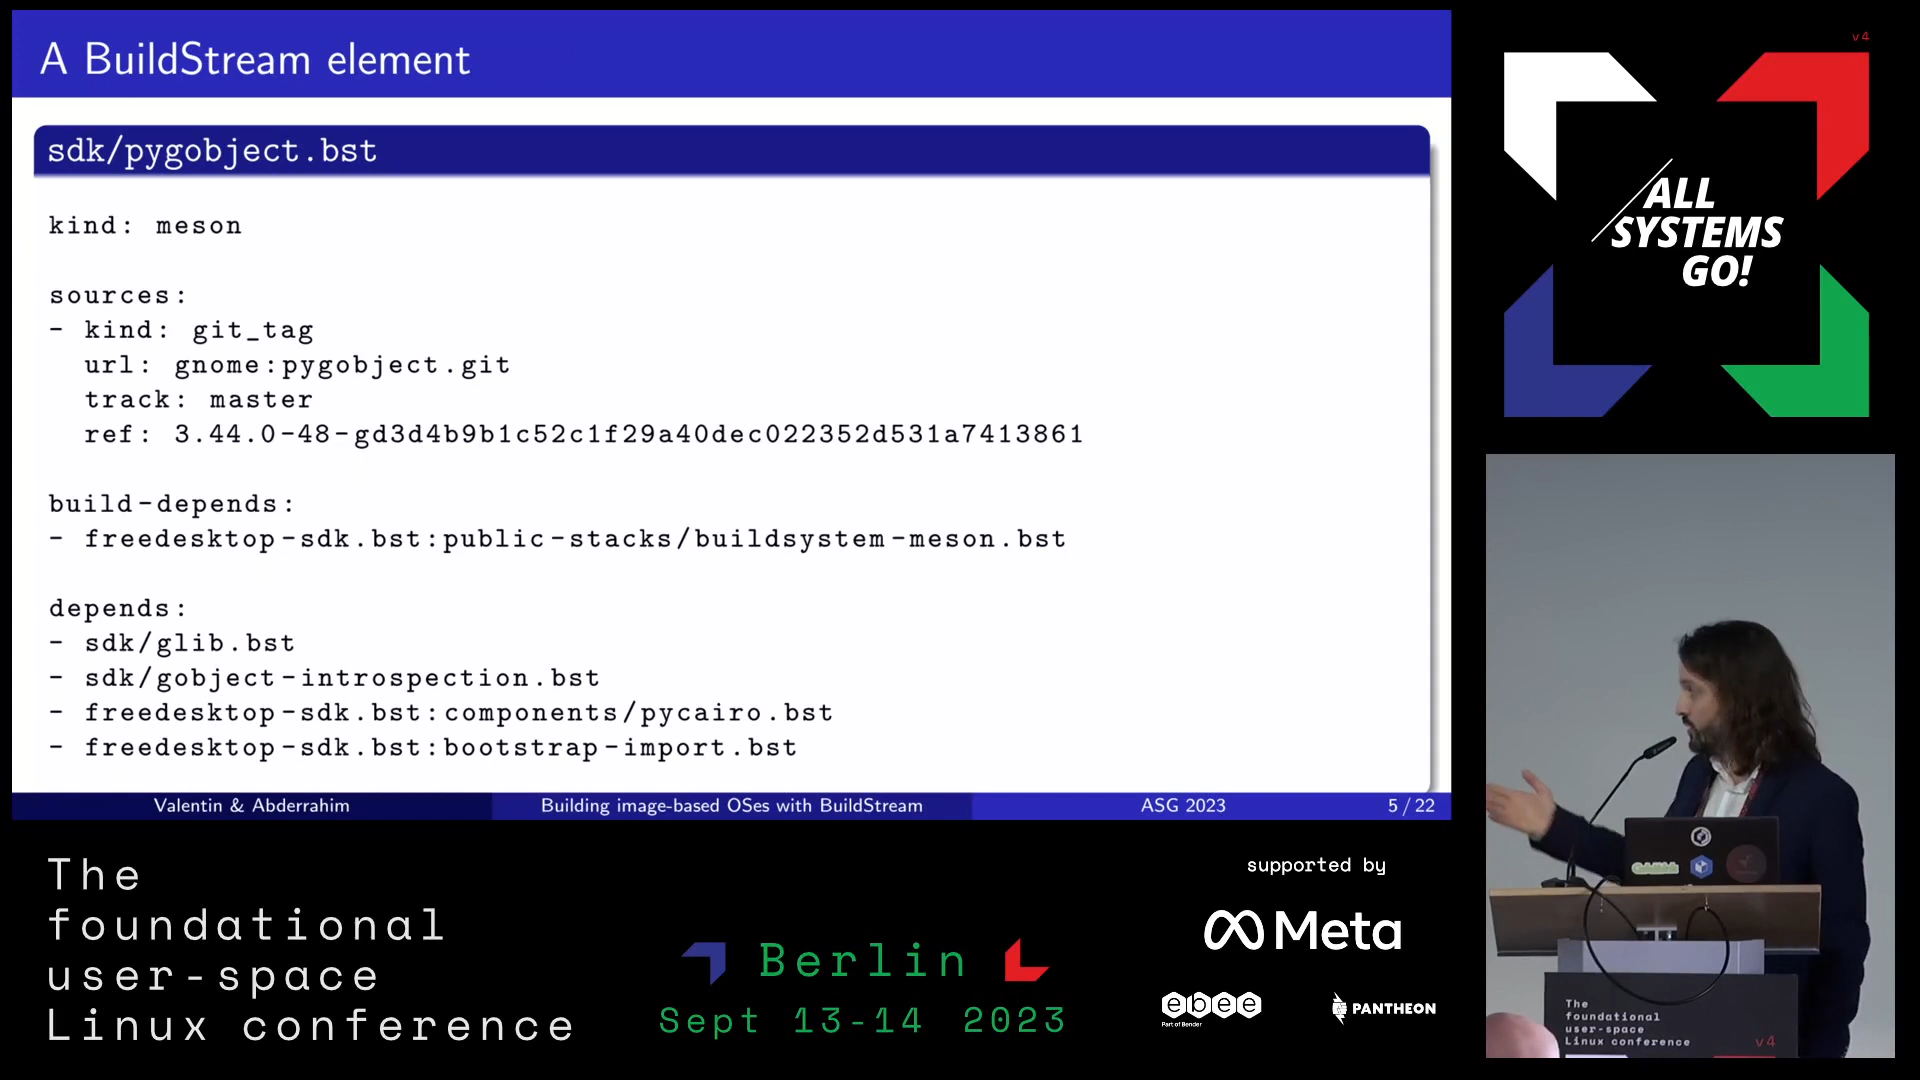 A BuildStream element
sdk/pygobject.bst
kind: meson
sources:
- kind: git_tag
url: gnome:pygobject.git
track: master
ref: 3.44.0-48-gd3d4b9b1c52c1f29a40dec022352d531a7413861
build-depends:
- freedesktop-sdk.bst:public-stacks/buildsystem-meson.bst
depends:
- sdk/glib.bst
- sdk/gobject-introspection.bst
- freedesktop-sdk.bst:components/pycairo.bst
- freedesktop-sdk.bst:bootstrap-import.bst
Valentin & Abderrahim
Building image-based OSes with BuildStream
ASG 2023
5 / 22
v4
ALL
SYSTEMS
GO!
The
foundational
user-space
Linux conference
Berlin
Sept 13-14 2023
supported by
Meta
ebee
Part of Bender
PANTHEON
The
foundational
user-space
Linux conference
v4